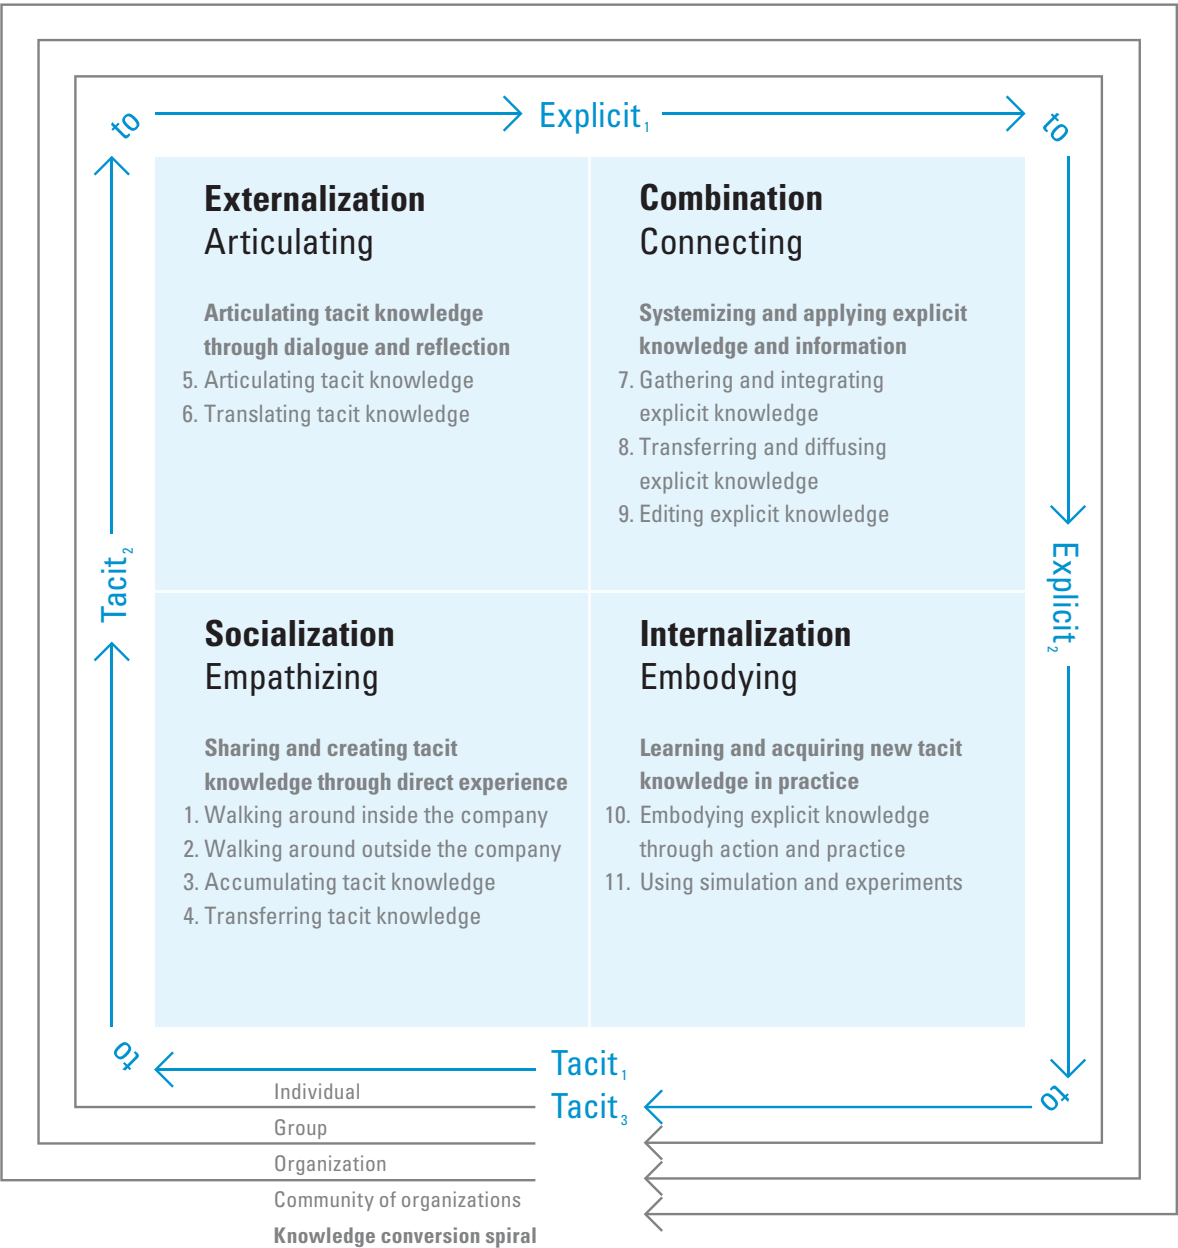 to
Explicit1
to
Externalization
Articulating
Articulating tacit knowledge
through dialogue and reflection
5. Articulating tacit knowledge
6. Translating tacit knowledge
Combination
Connecting
Systemizing and applying explicit
knowledge and information
7. Gathering and integrating
explicit knowledge
8. Transferring and diffusing
explicit knowledge
9. Editing explicit knowledge
Tacit2
Explicit2
Socialization
Empathizing
Sharing and creating tacit
knowledge through direct experience
1. Walking around inside the company
2. Walking around outside the company
3. Accumulating tacit knowledge
4. Transferring tacit knowledge
Internalization
Embodying
Learning and acquiring new tacit
knowledge in practice
10. Embodying explicit knowledge
through action and practice
11. Using simulation and experiments
to
Tacit1
Tacit3
to
Individual
Group
Organization
Community of organizations
Knowledge conversion spiral